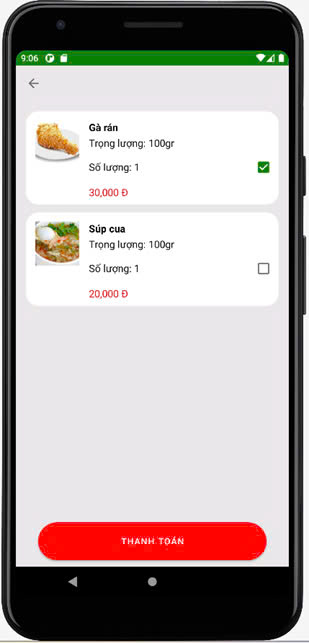 9:06
Gà rán
Trọng lượng: 100gr
Số lượng: 1
30,000 Đ
Súp cua
Trọng lượng: 100gr
Số lượng: 1
20,000 Đ
THANH TOÁN